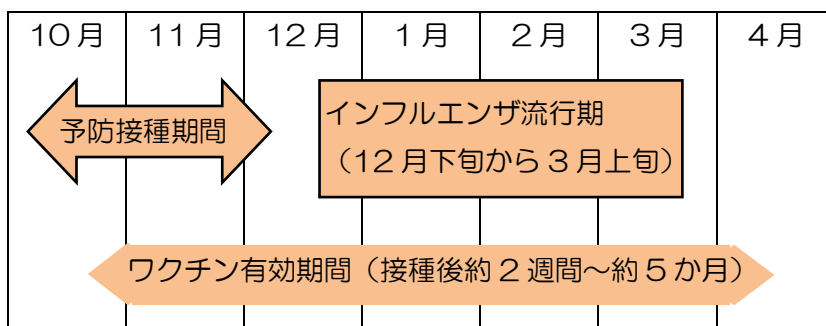 10月 11月 12月 1月 2月 3月 4月
予防接種期間
インフルエンザ流行期
（12月下旬から3月上旬）
ワクチン有効期間（接種後約2週間～約5か月）